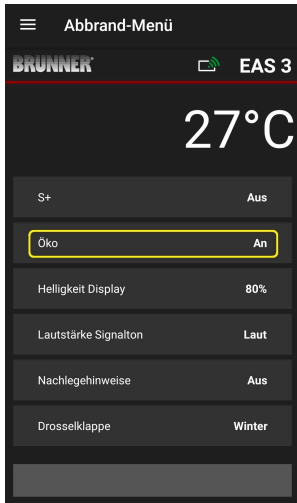 Abbrand-Menü
BRUNNER EAS 3
27°C
S+ Aus
Öko An
Helligkeit Display 80%
Lautstärke Signalton Laut
Nachlegehinweise Aus
Drosselklappe Winter